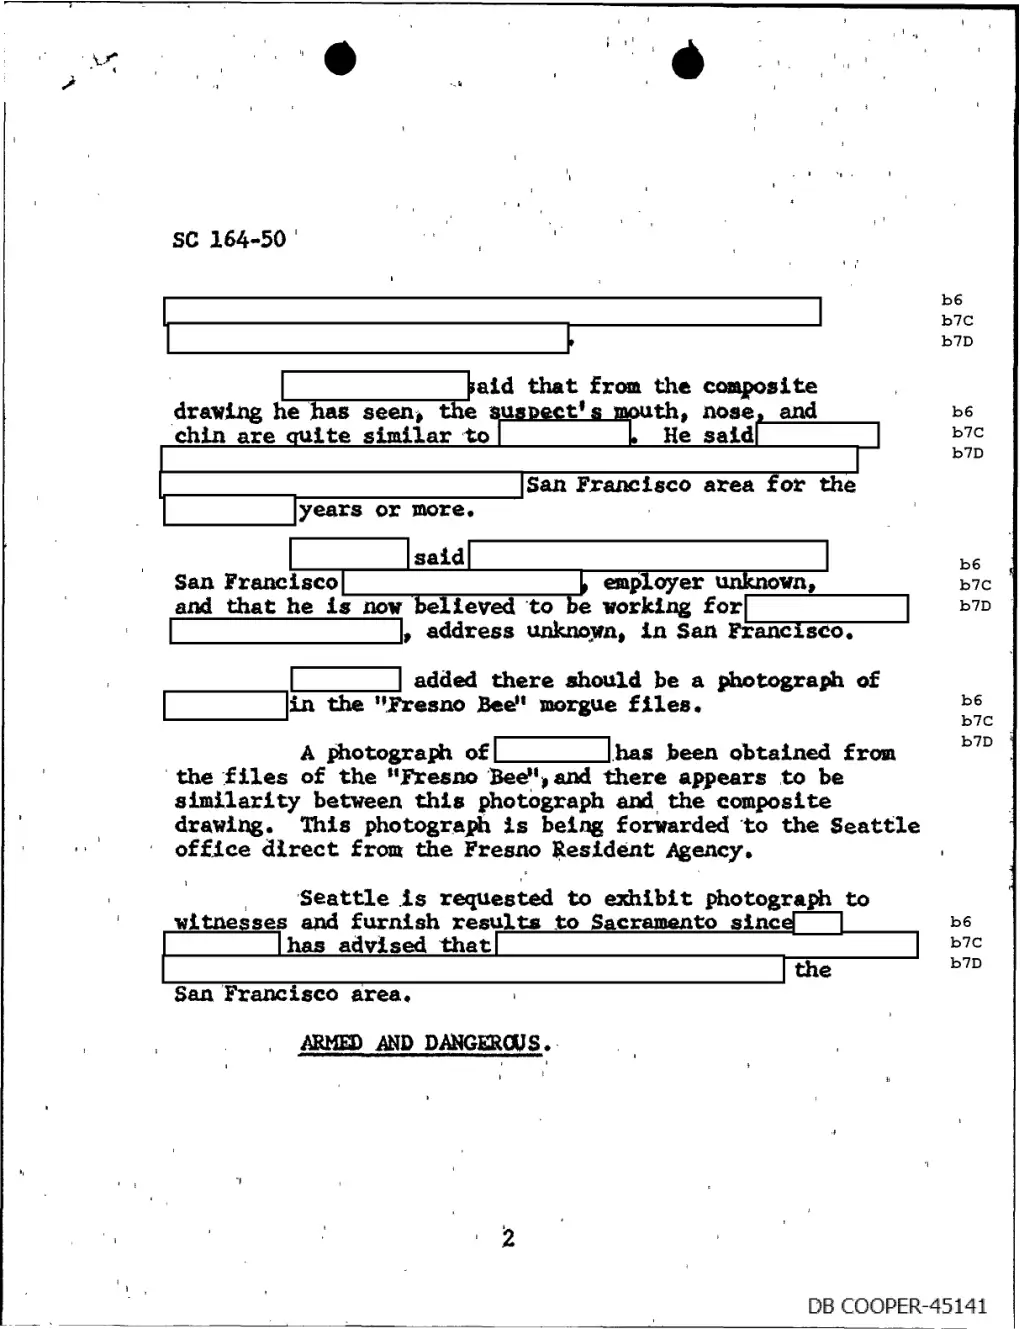 SC 164-50
b6
b7C
b7D
.
said that from the composite
drawing he has seen, the suspect's mouth, nose, and
b6
chin are quite similar to . He said
b7C
b7D
San Francisco area for the
years or more.
said
b6
San Francisco , employer unknown,
b7C
and that he is now believed to be working for
b7D
, address unknown, in San Francisco.
added there should be a photograph of
in the "Fresno Bee" morgue files.
b6
b7C
b7D
A photograph of has been obtained from
the files of the "Fresno Bee", and there appears to be
similarity between this photograph and the composite
drawing. This photograph is being forwarded to the Seattle
office direct from the Fresno Resident Agency.
Seattle is requested to exhibit photograph to
witnesses and furnish results to Sacramento since
b6
has advised that
b7C
the
b7D
San Francisco area.
ARMED AND DANGEROUS.
2
DB COOPER-45141